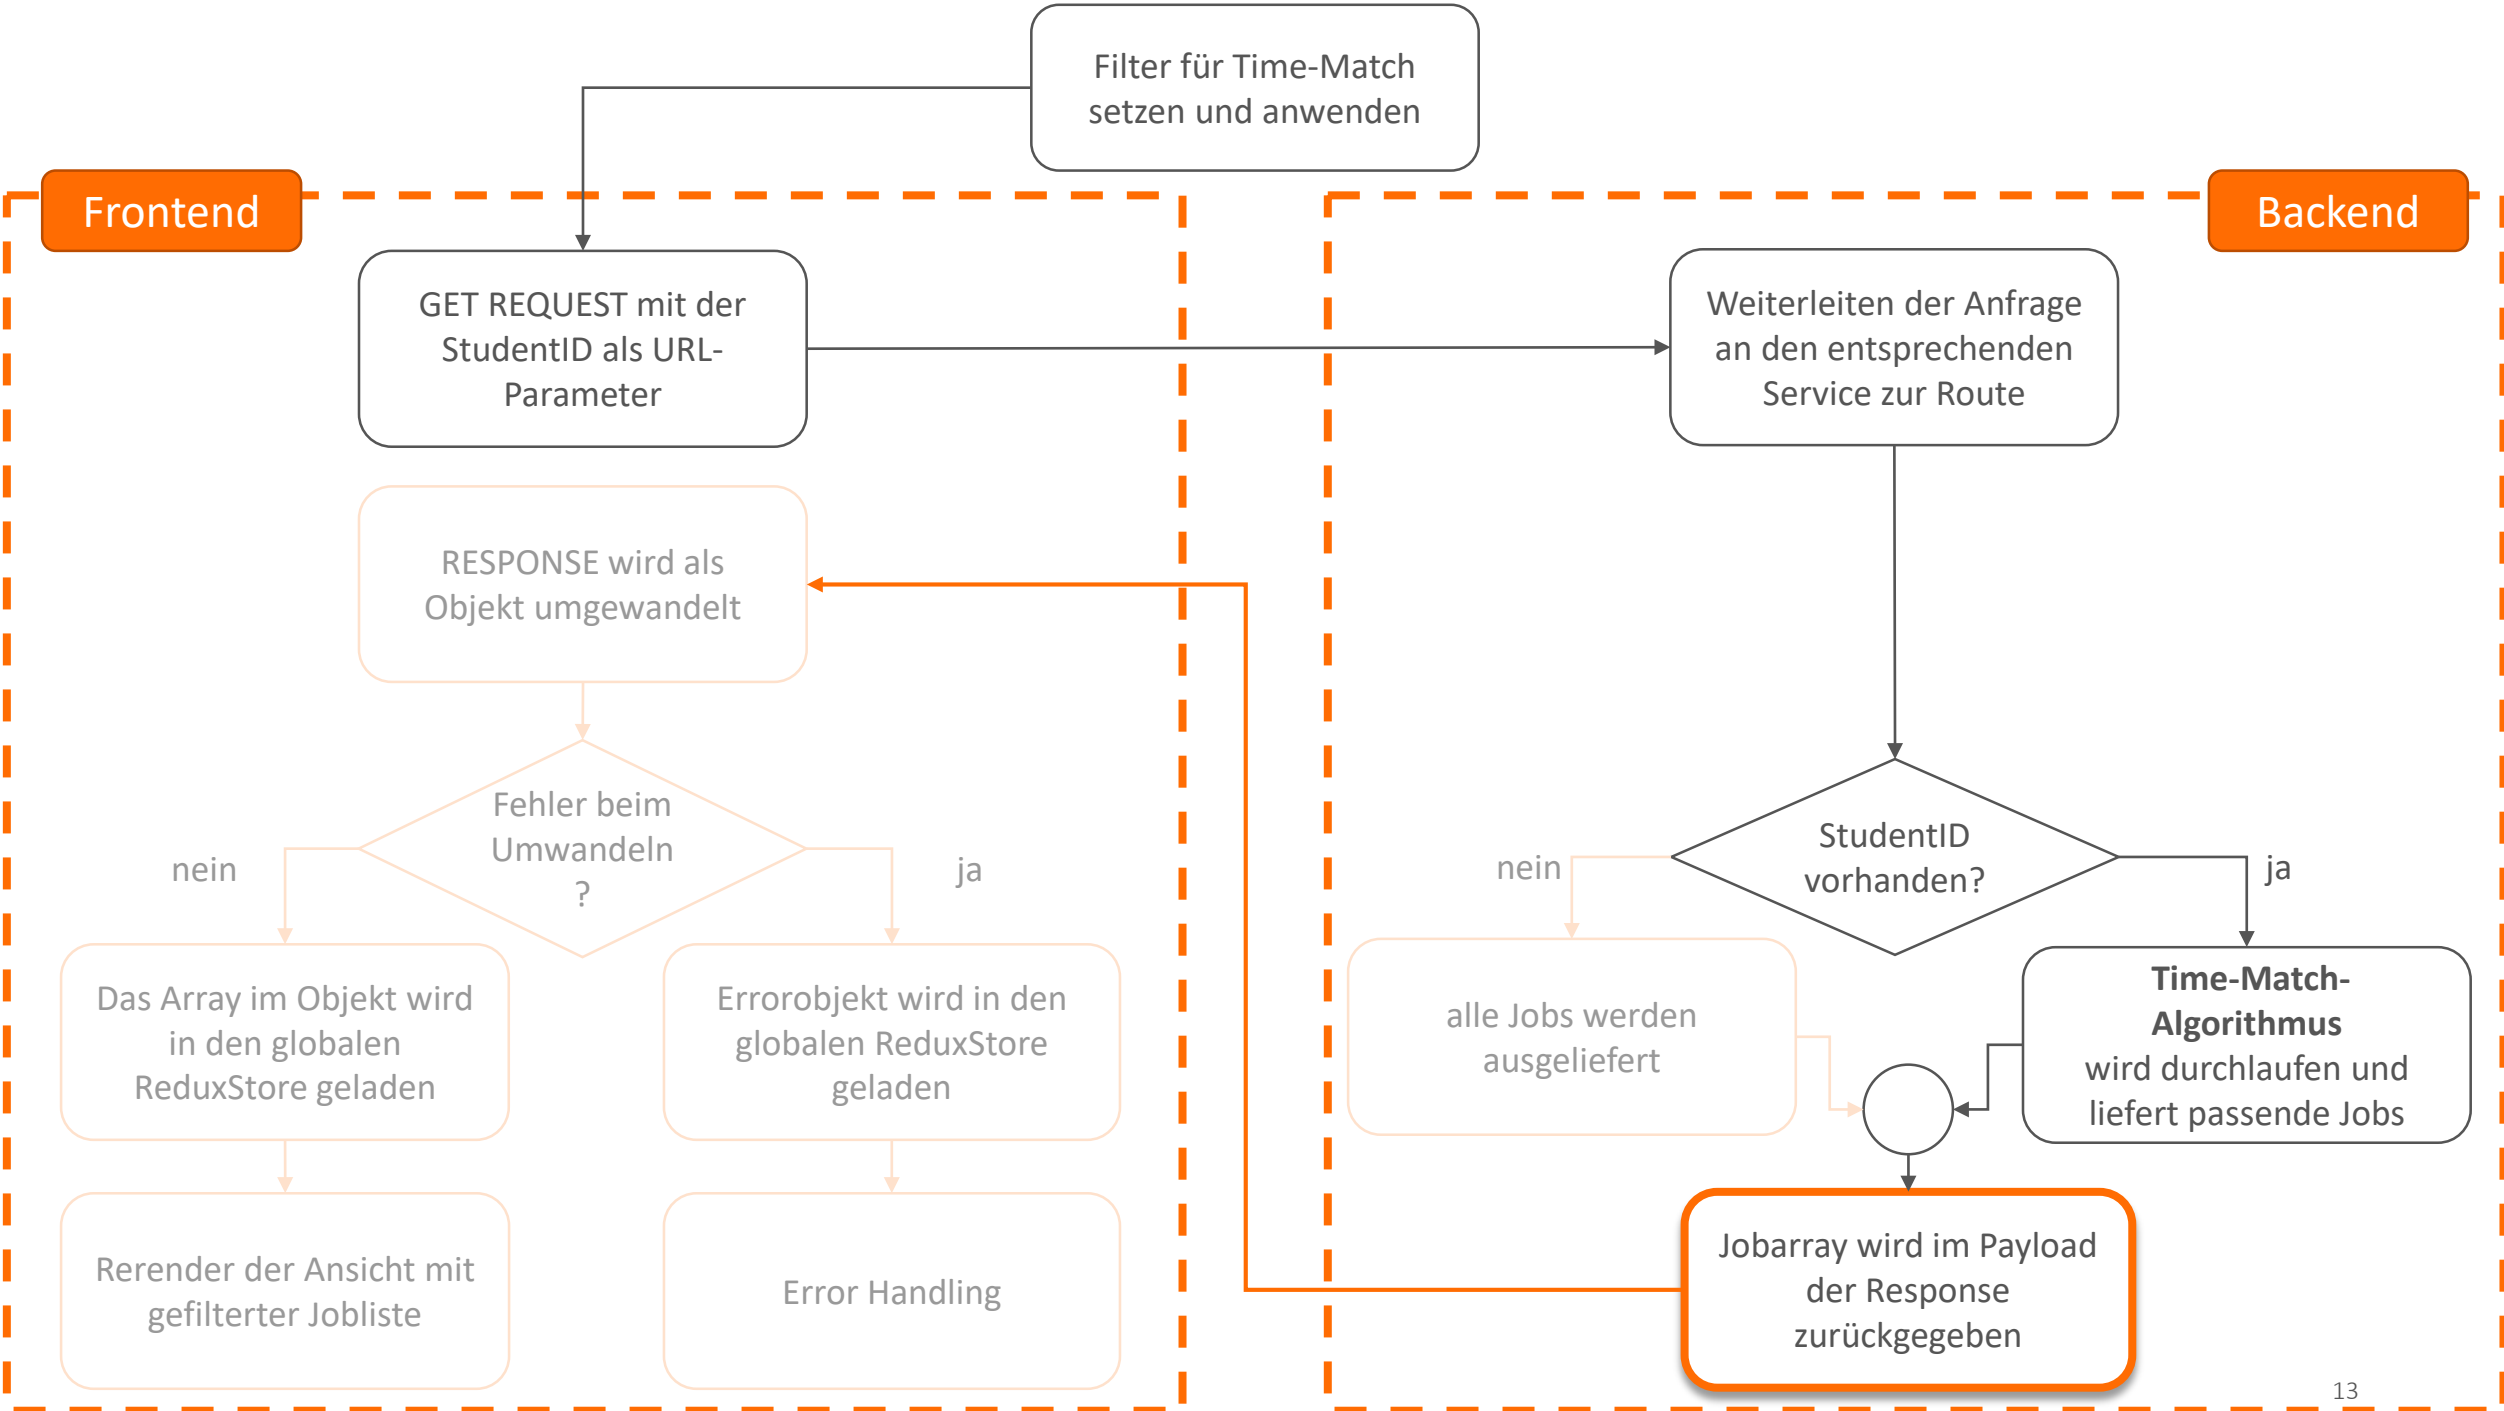 Filter für Time-Match
setzen und anwenden
Frontend
Backend
GET REQUEST mit der
StudentID als URL-
Parameter
Weiterleiten der Anfrage
an den entsprechenden
Service zur Route
RESPONSE wird als
Objekt umgewandelt
Fehler beim
Umwandeln
?
nein
ja
StudentID
vorhanden?
nein
ja
Das Array im Objekt wird
in den globalen
ReduxStore geladen
Errorobjekt wird in den
globalen ReduxStore
geladen
alle Jobs werden
ausgeliefert
Time-Match-
Algorithmus
wird durchlaufen und
liefert passende Jobs
Rerender der Ansicht mit
gefilterter Jobliste
Error Handling
Jobarray wird im Payload
der Response
zurückgegeben
13